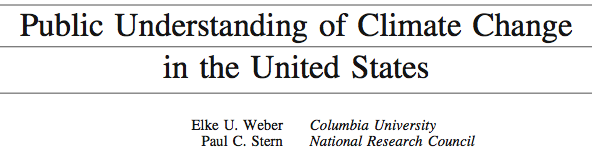 Public Understanding of Climate Change
in the United States
Elke U. Weber Columbia University
Paul C. Stern National Research Council